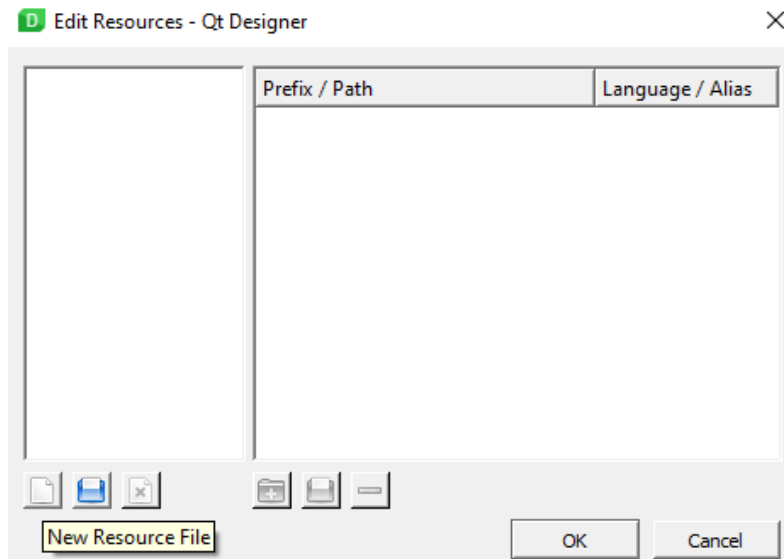 Edit Resources - Qt Designer
Prefix / Path
Language / Alias
New Resource File
OK
Cancel